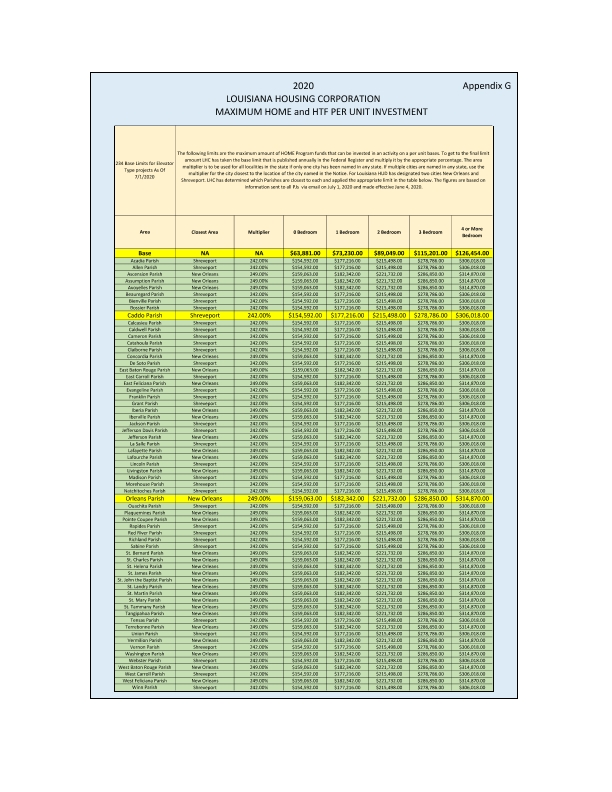 2020 Appendix G
LOUISIANA HOUSING CORPORATION
MAXIMUM HOME and HTF PER UNIT INVESTMENT
234 Base Limits for Elevator
Type projects As Of
7/1/2020
The following limits are the maximum amount of HOME Program funds that can be invested in an activity on a per unit bases. To get to the final limit
amount LHC has taken the base limit that is published annually in the Federal Register and multiply it by the appropriate percentage. The area
multiplier is to be used for all localities in the state if only one city has been named in any state. If multiple cities are named in any state, use the
multiplier for the city closest to the location of the city named in the Notice. For Louisiana HUD has designated two cities New Orleans and
Shreveport. LHC has determined which Parishes are closest to each and applied the appropriate limit in the table below. The figures are based on
information sent to all PJs via email on July 1, 2020 and made effective June 4, 2020.
Area Closest Area Multiplier 0 Bedroom 1 Bedroom 2 Bedroom 3 Bedroom 4 or More Bedroom
Base NA NA $63,881.00 $73,230.00 $89,049.00 $115,201.00 $126,454.00
Acadia Parish Shreveport 242.00% $154,592.00 $177,216.00 $215,498.00 $278,786.00 $306,018.00
Allen Parish Shreveport 242.00% $154,592.00 $177,216.00 $215,498.00 $278,786.00 $306,018.00
Ascension Parish New Orleans 249.00% $159,063.00 $182,342.00 $221,732.00 $286,850.00 $314,870.00
Assumption Parish New Orleans 249.00% $159,063.00 $182,342.00 $221,732.00 $286,850.00 $314,870.00
Avoyelles Parish New Orleans 249.00% $159,063.00 $182,342.00 $221,732.00 $286,850.00 $314,870.00
Beauregard Parish Shreveport 242.00% $154,592.00 $177,216.00 $215,498.00 $278,786.00 $306,018.00
Bienville Parish Shreveport 242.00% $154,592.00 $177,216.00 $215,498.00 $278,786.00 $306,018.00
Bossier Parish Shreveport 242.00% $154,592.00 $177,216.00 $215,498.00 $278,786.00 $306,018.00
Caddo Parish Shreveport 242.00% $154,592.00 $177,216.00 $215,498.00 $278,786.00 $306,018.00
Calcasieu Parish Shreveport 242.00% $154,592.00 $177,216.00 $215,498.00 $278,786.00 $306,018.00
Caldwell Parish Shreveport 242.00% $154,592.00 $177,216.00 $215,498.00 $278,786.00 $306,018.00
Cameron Parish Shreveport 242.00% $154,592.00 $177,216.00 $215,498.00 $278,786.00 $306,018.00
Catahoula Parish Shreveport 242.00% $154,592.00 $177,216.00 $215,498.00 $278,786.00 $306,018.00
Claiborne Parish Shreveport 242.00% $154,592.00 $177,216.00 $215,498.00 $278,786.00 $306,018.00
Concordia Parish New Orleans 249.00% $159,063.00 $182,342.00 $221,732.00 $286,850.00 $314,870.00
De Soto Parish Shreveport 242.00% $154,592.00 $177,216.00 $215,498.00 $278,786.00 $306,018.00
East Baton Rouge Parish New Orleans 249.00% $159,063.00 $182,342.00 $221,732.00 $286,850.00 $314,870.00
East Carroll Parish Shreveport 242.00% $154,592.00 $177,216.00 $215,498.00 $278,786.00 $306,018.00
East Feliciana Parish New Orleans 249.00% $159,063.00 $182,342.00 $221,732.00 $286,850.00 $314,870.00
Evangeline Parish Shreveport 242.00% $154,592.00 $177,216.00 $215,498.00 $278,786.00 $306,018.00
Franklin Parish Shreveport 242.00% $154,592.00 $177,216.00 $215,498.00 $278,786.00 $306,018.00
Grant Parish Shreveport 242.00% $154,592.00 $177,216.00 $215,498.00 $278,786.00 $306,018.00
Iberia Parish New Orleans 249.00% $159,063.00 $182,342.00 $221,732.00 $286,850.00 $314,870.00
Iberville Parish New Orleans 249.00% $159,063.00 $182,342.00 $221,732.00 $286,850.00 $314,870.00
Jackson Parish Shreveport 242.00% $154,592.00 $177,216.00 $215,498.00 $278,786.00 $306,018.00
Jefferson Davis Parish Shreveport 242.00% $154,592.00 $177,216.00 $215,498.00 $278,786.00 $306,018.00
Jefferson Parish New Orleans 249.00% $159,063.00 $182,342.00 $221,732.00 $286,850.00 $314,870.00
La Salle Parish Shreveport 242.00% $154,592.00 $177,216.00 $215,498.00 $278,786.00 $306,018.00
Lafayette Parish New Orleans 249.00% $159,063.00 $182,342.00 $221,732.00 $286,850.00 $314,870.00
Lafourche Parish New Orleans 249.00% $159,063.00 $182,342.00 $221,732.00 $286,850.00 $314,870.00
Lincoln Parish Shreveport 242.00% $154,592.00 $177,216.00 $215,498.00 $278,786.00 $306,018.00
Livingston Parish New Orleans 249.00% $159,063.00 $182,342.00 $221,732.00 $286,850.00 $314,870.00
Madison Parish Shreveport 242.00% $154,592.00 $177,216.00 $215,498.00 $278,786.00 $306,018.00
Morehouse Parish Shreveport 242.00% $154,592.00 $177,216.00 $215,498.00 $278,786.00 $306,018.00
Natchitoches Parish Shreveport 242.00% $154,592.00 $177,216.00 $215,498.00 $278,786.00 $306,018.00
Orleans Parish New Orleans 249.00% $159,063.00 $182,342.00 $221,732.00 $286,850.00 $314,870.00
Ouachita Parish Shreveport 242.00% $154,592.00 $177,216.00 $215,498.00 $278,786.00 $306,018.00
Plaquemines Parish New Orleans 249.00% $159,063.00 $182,342.00 $221,732.00 $286,850.00 $314,870.00
Pointe Coupee Parish New Orleans 249.00% $159,063.00 $182,342.00 $221,732.00 $286,850.00 $314,870.00
Rapides Parish Shreveport 242.00% $154,592.00 $177,216.00 $215,498.00 $278,786.00 $306,018.00
Red River Parish Shreveport 242.00% $154,592.00 $177,216.00 $215,498.00 $278,786.00 $306,018.00
Richland Parish Shreveport 242.00% $154,592.00 $177,216.00 $215,498.00 $278,786.00 $306,018.00
Sabine Parish Shreveport 242.00% $154,592.00 $177,216.00 $215,498.00 $278,786.00 $306,018.00
St. Bernard Parish New Orleans 249.00% $159,063.00 $182,342.00 $221,732.00 $286,850.00 $314,870.00
St. Charles Parish New Orleans 249.00% $159,063.00 $182,342.00 $221,732.00 $286,850.00 $314,870.00
St. Helena Parish New Orleans 249.00% $159,063.00 $182,342.00 $221,732.00 $286,850.00 $314,870.00
St. James Parish New Orleans 249.00% $159,063.00 $182,342.00 $221,732.00 $286,850.00 $314,870.00
St. John the Baptist Parish New Orleans 249.00% $159,063.00 $182,342.00 $221,732.00 $286,850.00 $314,870.00
St. Landry Parish New Orleans 249.00% $159,063.00 $182,342.00 $221,732.00 $286,850.00 $314,870.00
St. Martin Parish New Orleans 249.00% $159,063.00 $182,342.00 $221,732.00 $286,850.00 $314,870.00
St. Mary Parish New Orleans 249.00% $159,063.00 $182,342.00 $221,732.00 $286,850.00 $314,870.00
St. Tammany Parish New Orleans 249.00% $159,063.00 $182,342.00 $221,732.00 $286,850.00 $314,870.00
Tangipahoa Parish New Orleans 249.00% $159,063.00 $182,342.00 $221,732.00 $286,850.00 $314,870.00
Tensas Parish Shreveport 242.00% $154,592.00 $177,216.00 $215,498.00 $278,786.00 $306,018.00
Terrebonne Parish New Orleans 249.00% $159,063.00 $182,342.00 $221,732.00 $286,850.00 $314,870.00
Union Parish Shreveport 242.00% $154,592.00 $177,216.00 $215,498.00 $278,786.00 $306,018.00
Vermilion Parish New Orleans 249.00% $159,063.00 $182,342.00 $221,732.00 $286,850.00 $314,870.00
Vernon Parish Shreveport 242.00% $154,592.00 $177,216.00 $215,498.00 $278,786.00 $306,018.00
Washington Parish New Orleans 249.00% $159,063.00 $182,342.00 $221,732.00 $286,850.00 $314,870.00
Webster Parish Shreveport 242.00% $154,592.00 $177,216.00 $215,498.00 $278,786.00 $306,018.00
West Baton Rouge Parish New Orleans 249.00% $159,063.00 $182,342.00 $221,732.00 $286,850.00 $314,870.00
West Carroll Parish Shreveport 242.00% $154,592.00 $177,216.00 $215,498.00 $278,786.00 $306,018.00
West Feliciana Parish New Orleans 249.00% $159,063.00 $182,342.00 $221,732.00 $286,850.00 $314,870.00
Winn Parish Shreveport 242.00% $154,592.00 $177,216.00 $215,498.00 $278,786.00 $306,018.00